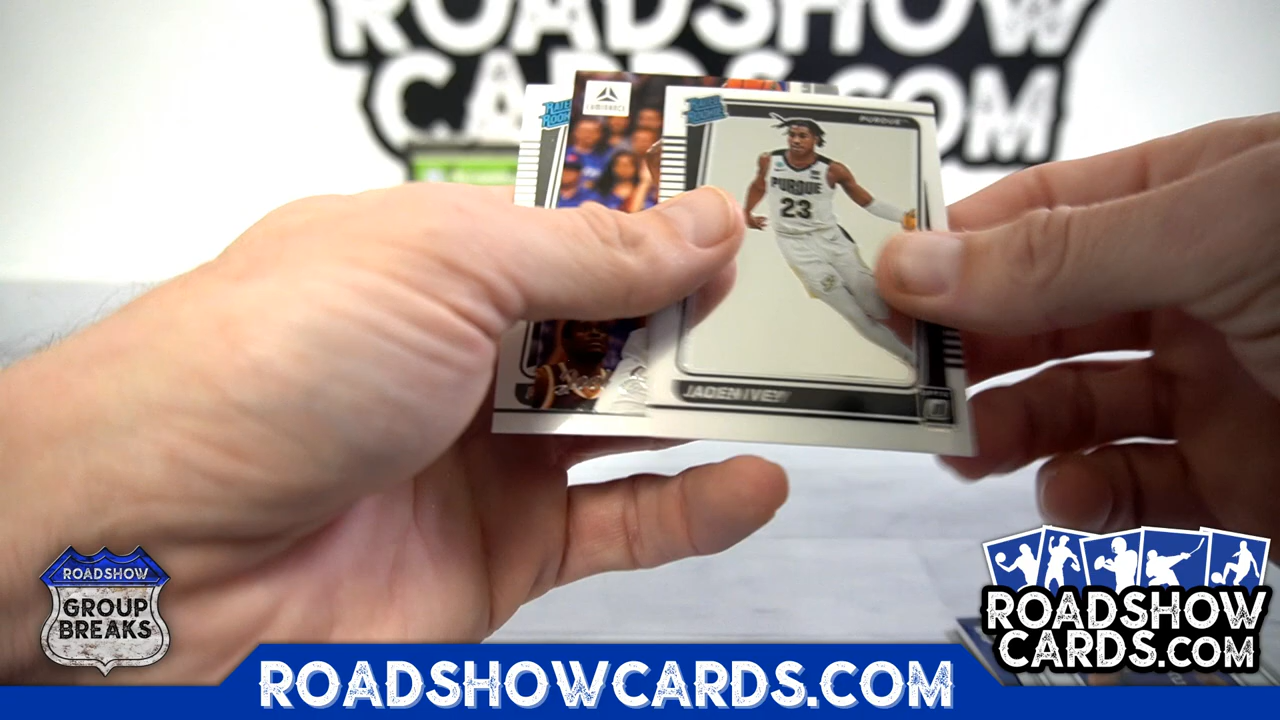 ROADSHOW
CARDS.COM
RATED
ROOKIE
LUMINANCE
RATED
ROOKIE
PURDUE
PURDUE
23
JADEN IVEY
ROADSHOW
GROUP
BREAKS
ROADSHOWCARDS.COM
ROADSHOW
CARDS.COM